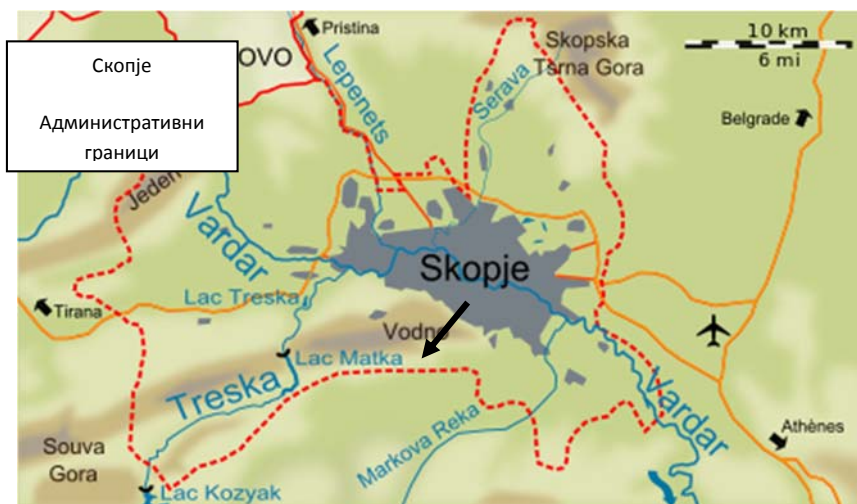 Pristina
Skopska
Tsrna Gora
10 km
6 mi
Скопје
Административни
граници
OVO
Lepenets
Serava
Belgrade
Jeden
Vardar
Skopje
Lac Treska
Tirana
Vodno
Lac Matka
Treska
Vardar
Souva
Gora
Markova Reka
Athènes
Lac Kozyak